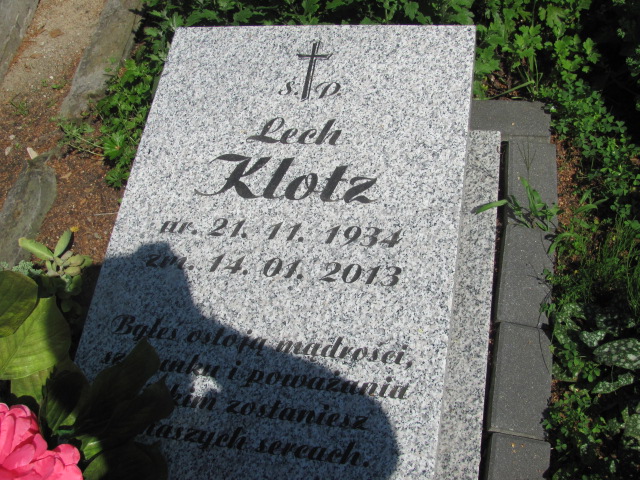 Ś. P.
Lech
Klotz
ur. 21. 11. 1934
zm. 14. 01. 2013
Byłeś ostoją mądrości,
i poważania
zostaniesz
naszych sercach.